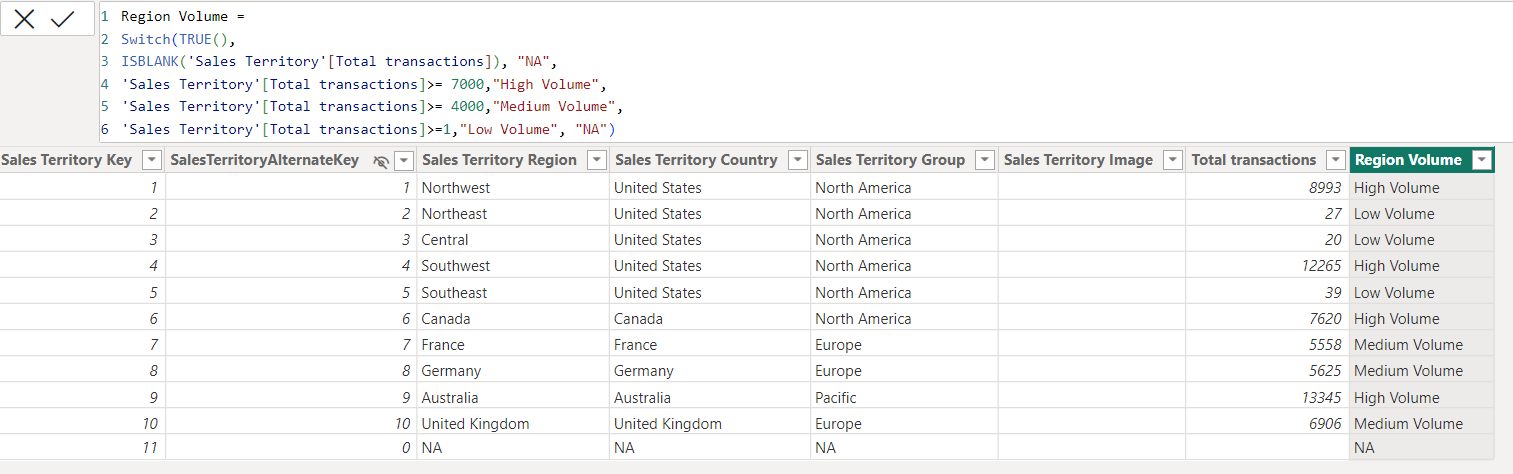 1 Region Volume =
2 Switch(TRUE(),
3 ISBLANK('Sales Territory'[Total transactions]), "NA",
4 'Sales Territory'[Total transactions]>= 7000,"High Volume",
5 'Sales Territory'[Total transactions]>= 4000,"Medium Volume",
6 'Sales Territory'[Total transactions]>=1,"Low Volume", "NA")
Sales Territory Key SalesTerritoryAlternateKey Sales Territory Region Sales Territory Country Sales Territory Group Sales Territory Image Total transactions Region Volume
1 1 Northwest United States North America 8993 High Volume
2 2 Northeast United States North America 27 Low Volume
3 3 Central United States North America 20 Low Volume
4 4 Southwest United States North America 12265 High Volume
5 5 Southeast United States North America 39 Low Volume
6 6 Canada Canada North America 7620 High Volume
7 7 France France Europe 5558 Medium Volume
8 8 Germany Germany Europe 5625 Medium Volume
9 9 Australia Australia Pacific 13345 High Volume
10 10 United Kingdom United Kingdom Europe 6906 Medium Volume
11 0 NA NA NA NA